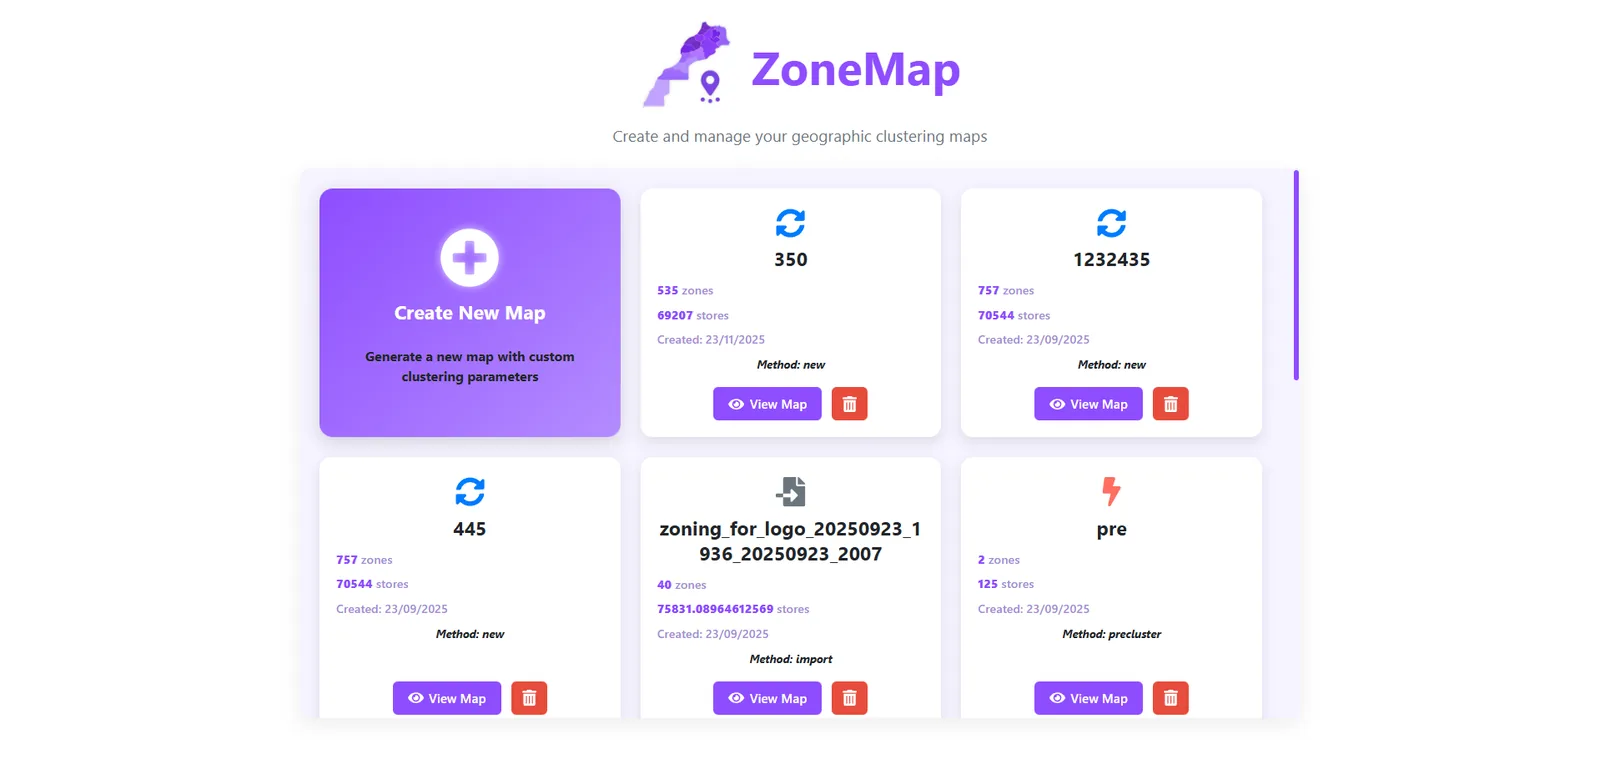 ZoneMap
Create and manage your geographic clustering maps
Create New Map
Generate a new map with custom
clustering parameters
350
535 zones
69207 stores
Created: 23/11/2025
Method: new
View Map
1232435
757 zones
70544 stores
Created: 23/09/2025
Method: new
View Map
445
757 zones
70544 stores
Created: 23/09/2025
Method: new
View Map
zoning_for_logo_20250923_1
936_20250923_2007
40 zones
75831.08964612569 stores
Created: 23/09/2025
Method: import
View Map
pre
2 zones
125 stores
Created: 23/09/2025
Method: precluster
View Map